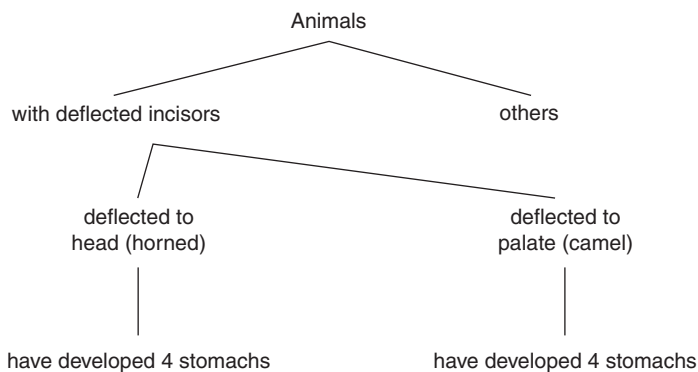 Animals
with deflected incisors
others
deflected to
head (horned)
deflected to
palate (camel)
have developed 4 stomachs
have developed 4 stomachs